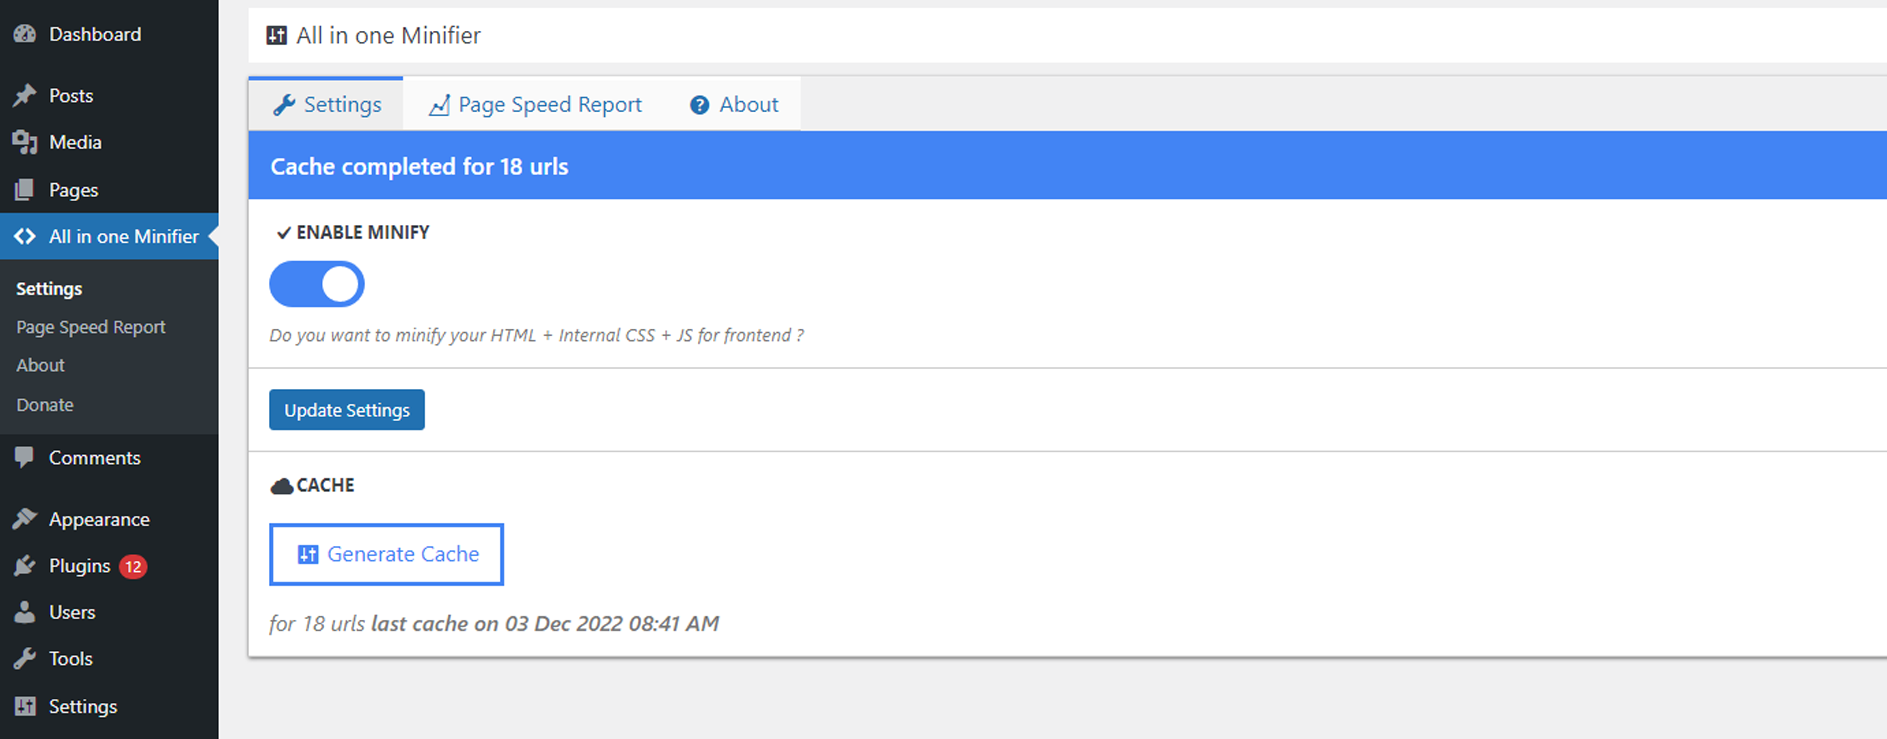 Dashboard
Posts
Media
Pages
All in one Minifier
Settings
Page Speed Report
About
Donate
Comments
Appearance
Plugins 12
Users
Tools
Settings
All in one Minifier
Settings Page Speed Report About
Cache completed for 18 urls
ENABLE MINIFY
Do you want to minify your HTML + Internal CSS + JS for frontend ?
Update Settings
CACHE
Generate Cache
for 18 urls last cache on 03 Dec 2022 08:41 AM